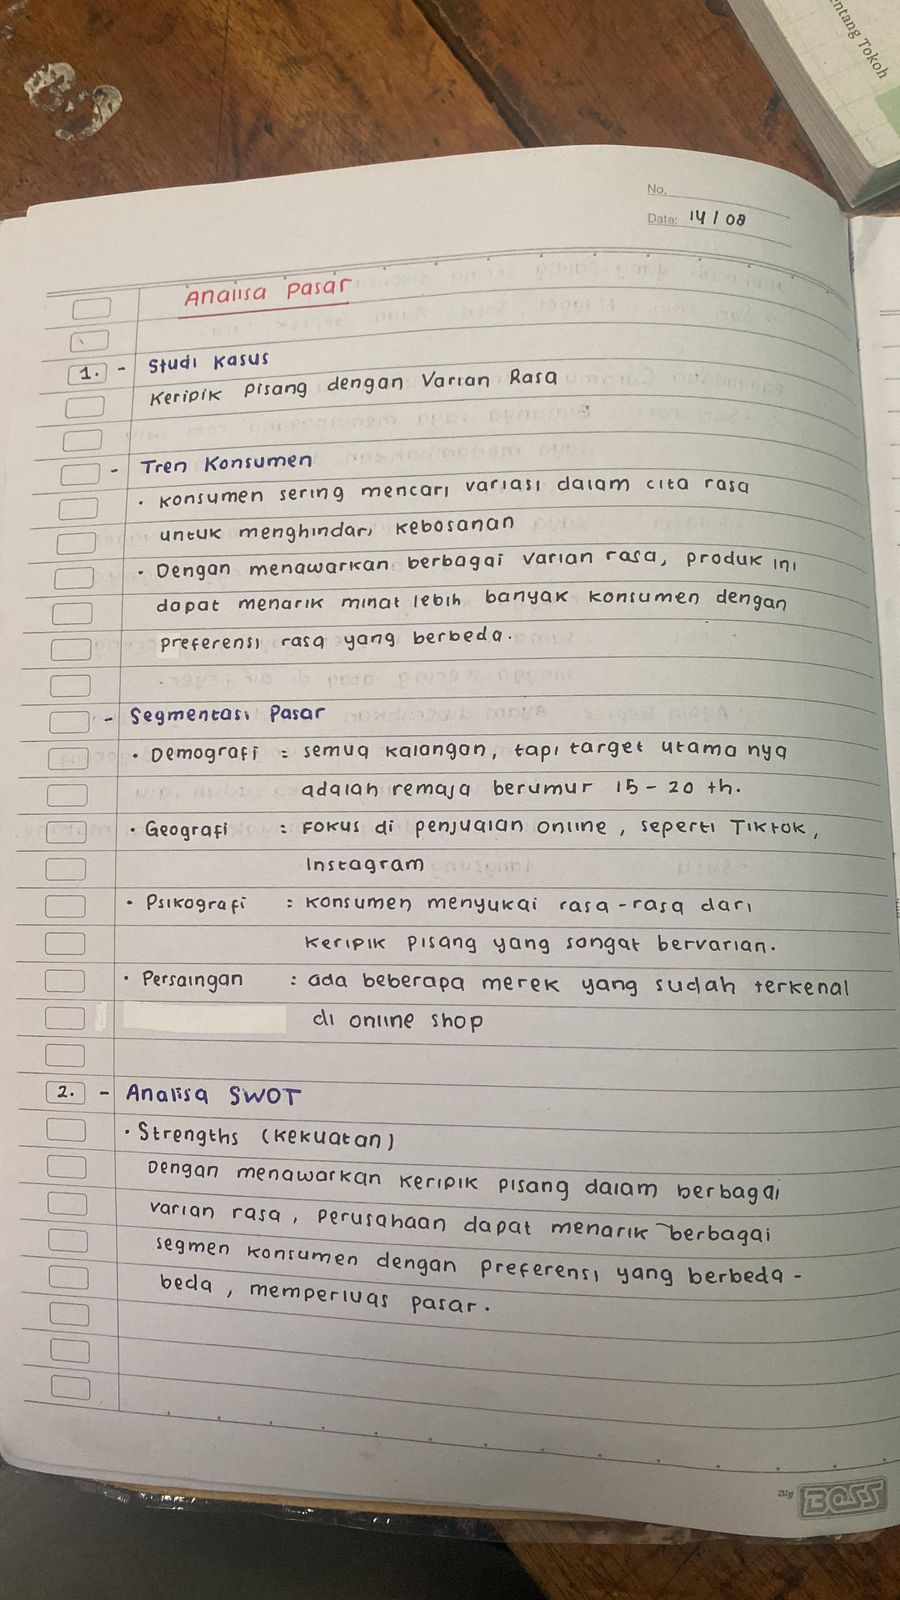 entang Tokoh
No.
Date: 14 / 08
Analisa Pasar
1. - Studi Kasus
Keripik Pisang dengan Varian Rasa
- Tren Konsumen
• Konsumen sering mencari variasi dalam cita rasa
untuk menghindari kebosanan
• Dengan menawarkan berbagai varian rasa, produk ini
dapat menarik minat lebih banyak konsumen dengan
preferensi rasa yang berbeda.
- Segmentasi Pasar
• Demografi : semua kalangan, tapi target utama nya
adalah remaja berumur 15 - 20 th.
• Geografi : Fokus di penjualan online, seperti Tiktok,
Instagram
• Psikografi : Konsumen menyukai rasa-rasa dari
Keripik pisang yang sangat bervarian.
• Persaingan : ada beberapa merek yang sudah terkenal
di online shop
2. - Analisa SWOT
• Strengths (Kekuatan)
Dengan menawarkan keripik pisang dalam berbagai
varian rasa, perusahaan dapat menarik berbagai
segmen konsumen dengan preferensi yang berbeda -
beda, memperluas pasar.
Big BOSS